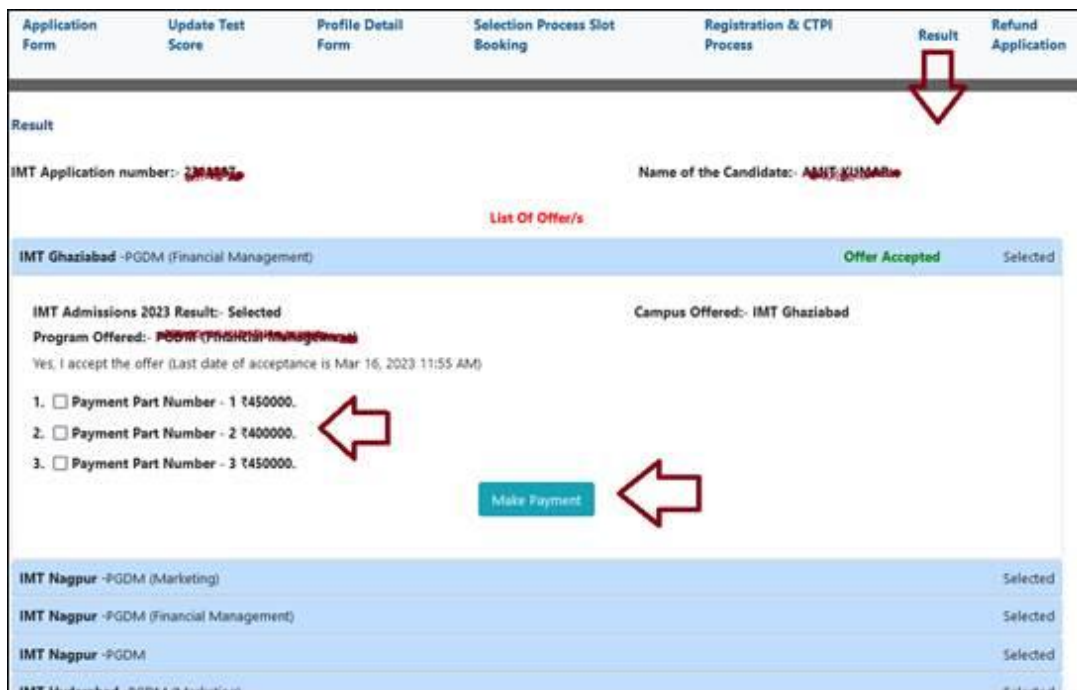 Application Form
Update Test Score
Profile Detail Form
Selection Process Slot Booking
Registration & CTPI Process
Result
Refund Application
Result
IMT Application number:-
Name of the Candidate:-
List Of Offer/s
IMT Ghaziabad -PGDM (Financial Management) Offer Accepted Selected
IMT Admissions 2023 Result:- Selected Campus Offered:- IMT Ghaziabad
Program Offered:-
Yes, I accept the offer (Last date of acceptance is Mar 16, 2023 11:55 AM)
1. Payment Part Number - 1 ₹450000.
2. Payment Part Number - 2 ₹400000.
3. Payment Part Number - 3 ₹450000.
Make Payment
IMT Nagpur -PGDM (Marketing) Selected
IMT Nagpur -PGDM (Financial Management) Selected
IMT Nagpur -PGDM Selected